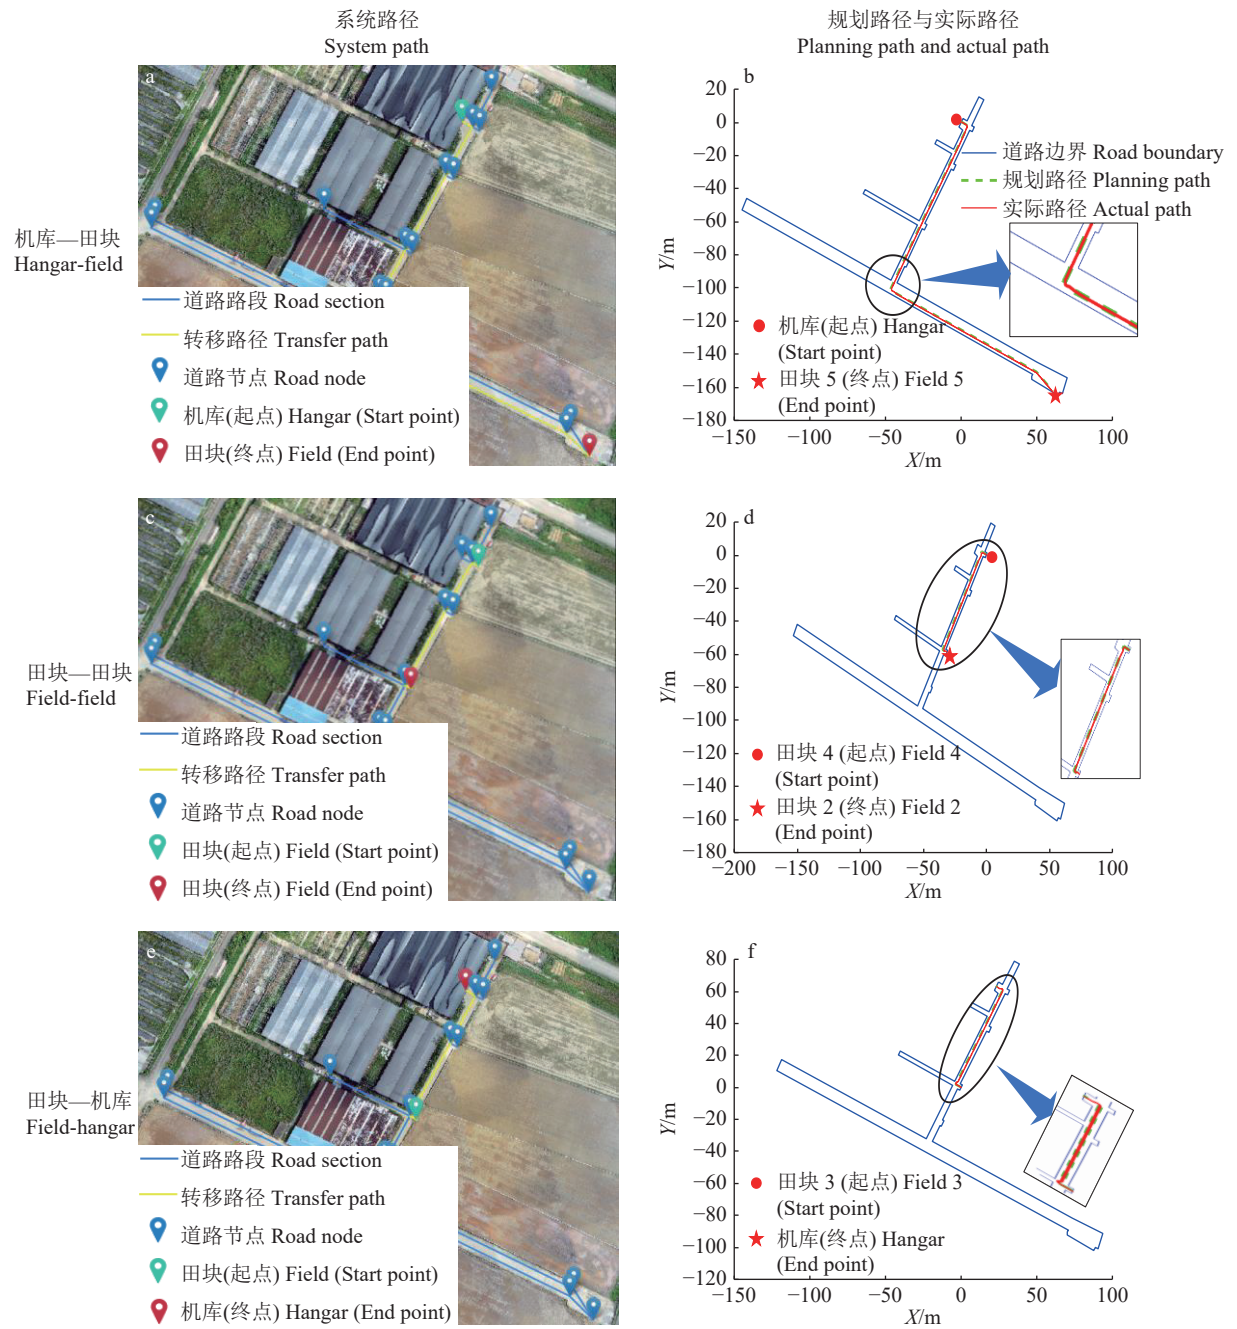 系统路径
System path
规划路径与实际路径
Planning path and actual path
机库—田块
Hangar-field
a
道路路段 Road section
转移路径 Transfer path
道路节点 Road node
机库(起点) Hangar (Start point)
田块(终点) Field (End point)
b
20
0
−20
−40
−60
−80
−100
−120
−140
−160
−180
Y/m
道路边界 Road boundary
规划路径 Planning path
实际路径 Actual path
机库(起点) Hangar
(Start point)
田块 5 (终点) Field 5
(End point)
−150
−100
−50
0
50
100
X/m
田块—田块
Field-field
c
道路路段 Road section
转移路径 Transfer path
道路节点 Road node
田块(起点) Field (Start point)
田块(终点) Field (End point)
d
20
0
−20
−40
−60
−80
−100
−120
−140
−160
−180
Y/m
田块 4 (起点) Field 4
(Start point)
田块 2 (终点) Field 2
(End point)
−200
−150
−100
−50
0
50
100
X/m
田块—机库
Field-hangar
e
道路路段 Road section
转移路径 Transfer path
道路节点 Road node
田块(起点) Field (Start point)
机库(终点) Hangar (End point)
f
80
60
40
20
0
−20
−40
−60
−80
−100
−120
Y/m
田块 3 (起点) Field 3
(Start point)
机库(终点) Hangar
(End point)
−150
−100
−50
0
50
100
X/m